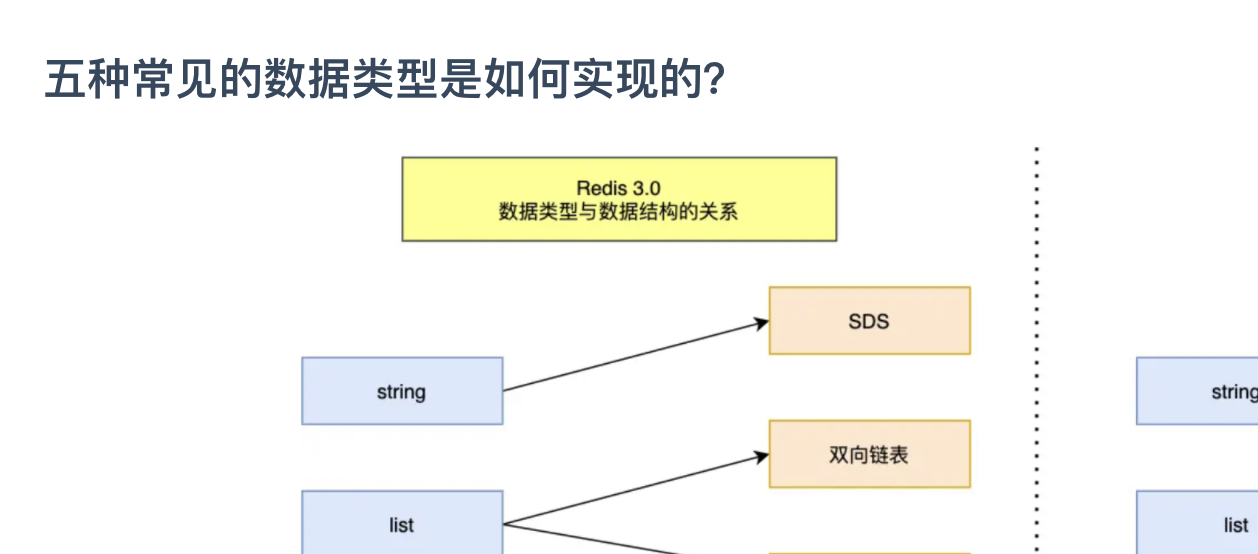 五种常见的数据类型是如何实现的?
Redis 3.0
数据类型与数据结构的关系
SDS
string
string
双向链表
list
list